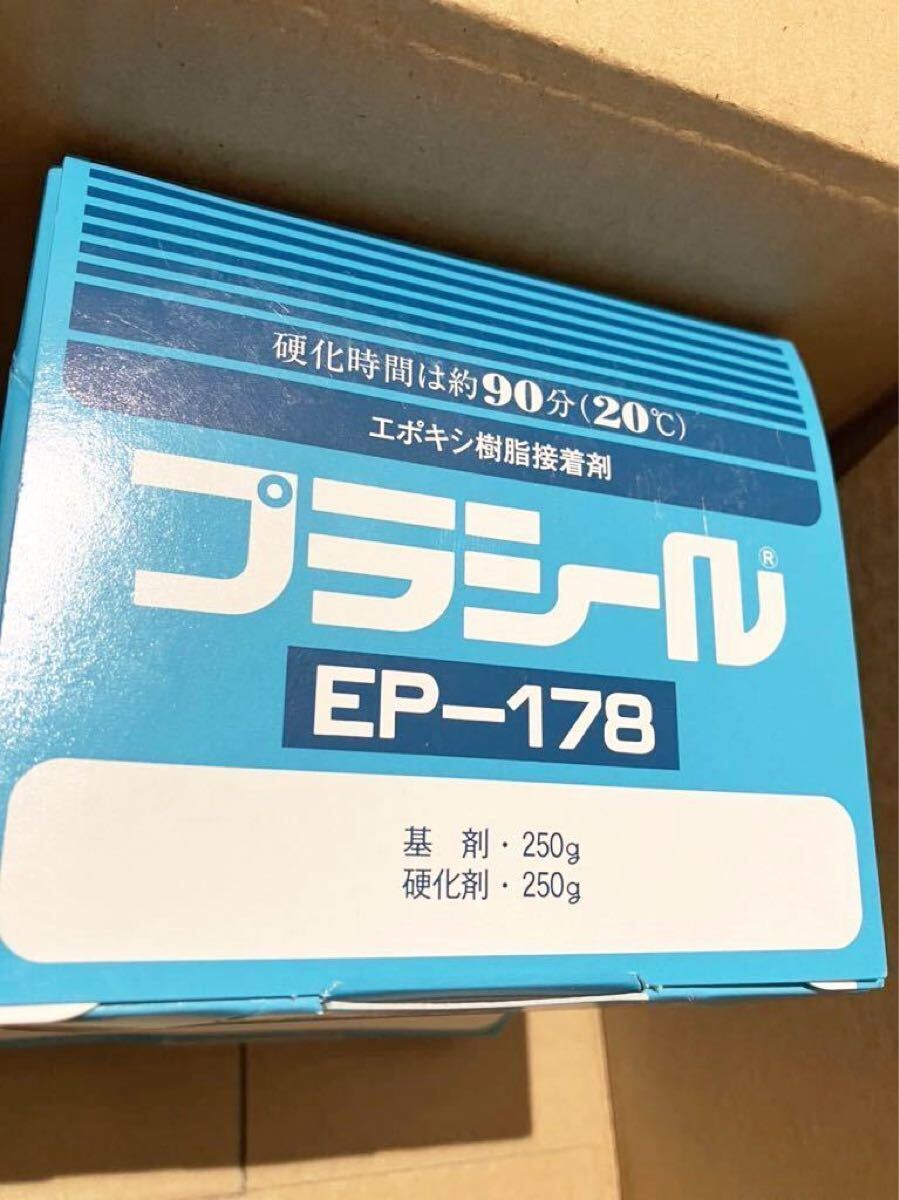 硬化時間は約90分(20℃)
エポキシ樹脂接着剤
プラシール®
EP-178
基 剤・250g
硬化剤・250g